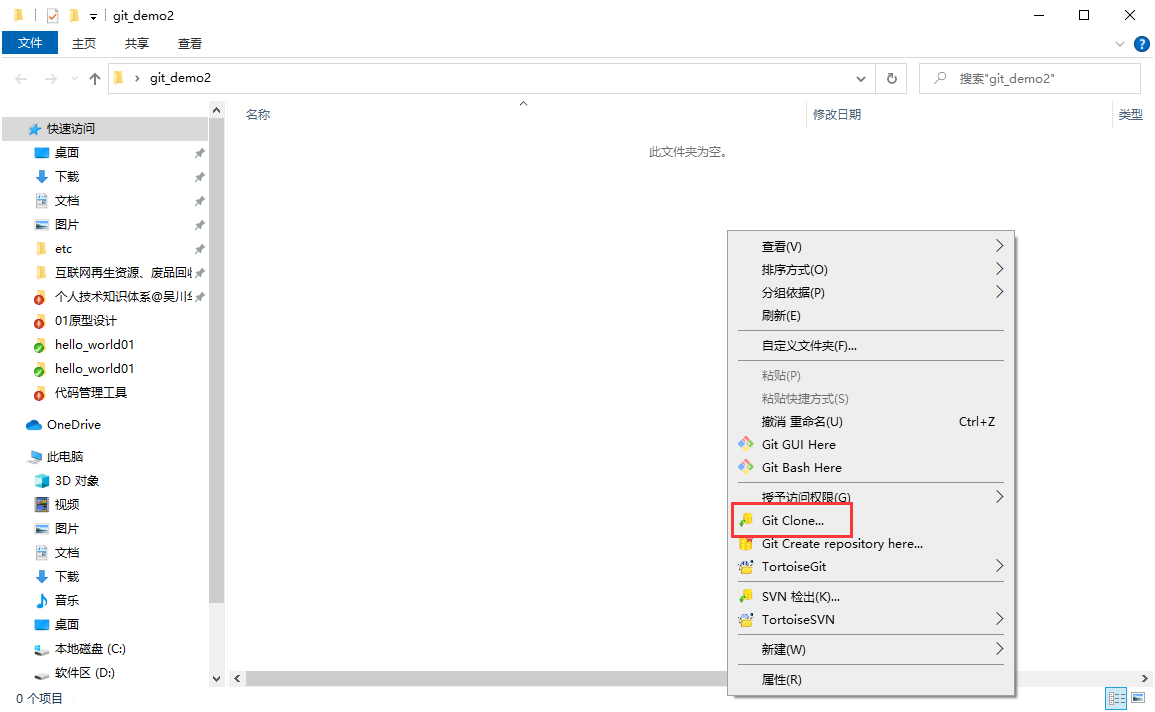 git_demo2
文件 主页 共享 查看
git_demo2
搜索"git_demo2"
名称 修改日期 类型
此文件夹为空。
快速访问
桌面
下载
文档
图片
etc
互联网再生资源、废品回收
个人技术知识体系@吴川华
01原型设计
hello_world01
hello_world01
代码管理工具
OneDrive
此电脑
3D 对象
视频
图片
文档
下载
音乐
桌面
本地磁盘 (C:)
软件区 (D:)
0 个项目
查看(V)
排序方式(O)
分组依据(P)
刷新(E)
自定义文件夹(F)...
粘贴(P)
粘贴快捷方式(S)
撤消 重命名(U) Ctrl+Z
Git GUI Here
Git Bash Here
授予访问权限(G)
Git Clone...
Git Create repository here...
TortoiseGit
SVN 检出(K)...
TortoiseSVN
新建(W)
属性(R)